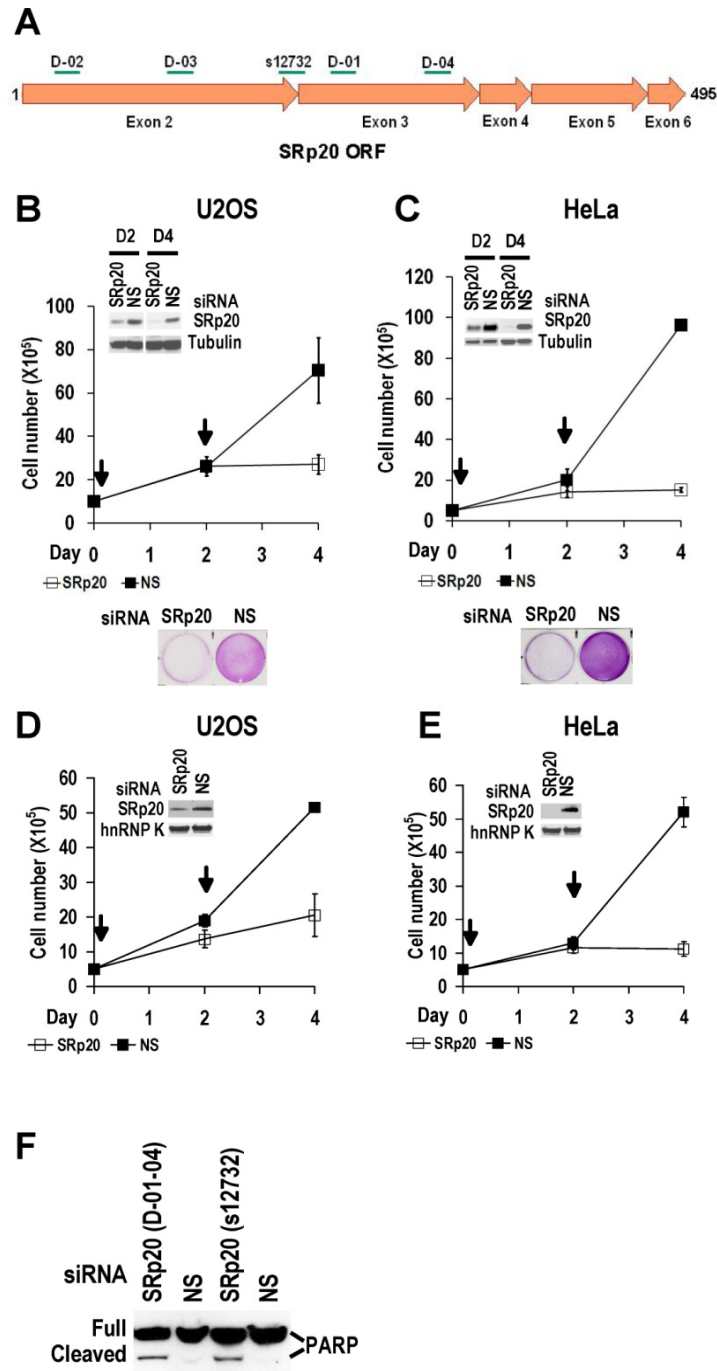 A
D-02 D-03 s12732 D-01 D-04
1 495
Exon 2 Exon 3 Exon 4 Exon 5 Exon 6
SRp20 ORF
B
U2OS
D2 D4
SRp20 NS SRp20 NS
siRNA
SRp20
Tubulin
Cell number (X10⁵)
100
80
60
40
20
0
Day 0 1 2 3 4
SRp20 NS
siRNA SRp20 NS
C
HeLa
D2 D4
SRp20 NS SRp20 NS
siRNA
SRp20
Tubulin
Cell number (X10⁵)
120
100
80
60
40
20
0
Day 0 1 2 3 4
SRp20 NS
siRNA SRp20 NS
D
U2OS
SRp20 NS
siRNA
SRp20
hnRNP K
Cell number (X10⁵)
60
50
40
30
20
10
0
Day 0 2 4
SRp20 NS
E
HeLa
SRp20 NS
siRNA
SRp20
hnRNP K
Cell number (X10⁵)
60
50
40
30
20
10
0
Day 0 2 4
SRp20 NS
F
siRNA
SRp20 (D-01-04) NS SRp20 (s12732) NS
Full
Cleaved
PARP